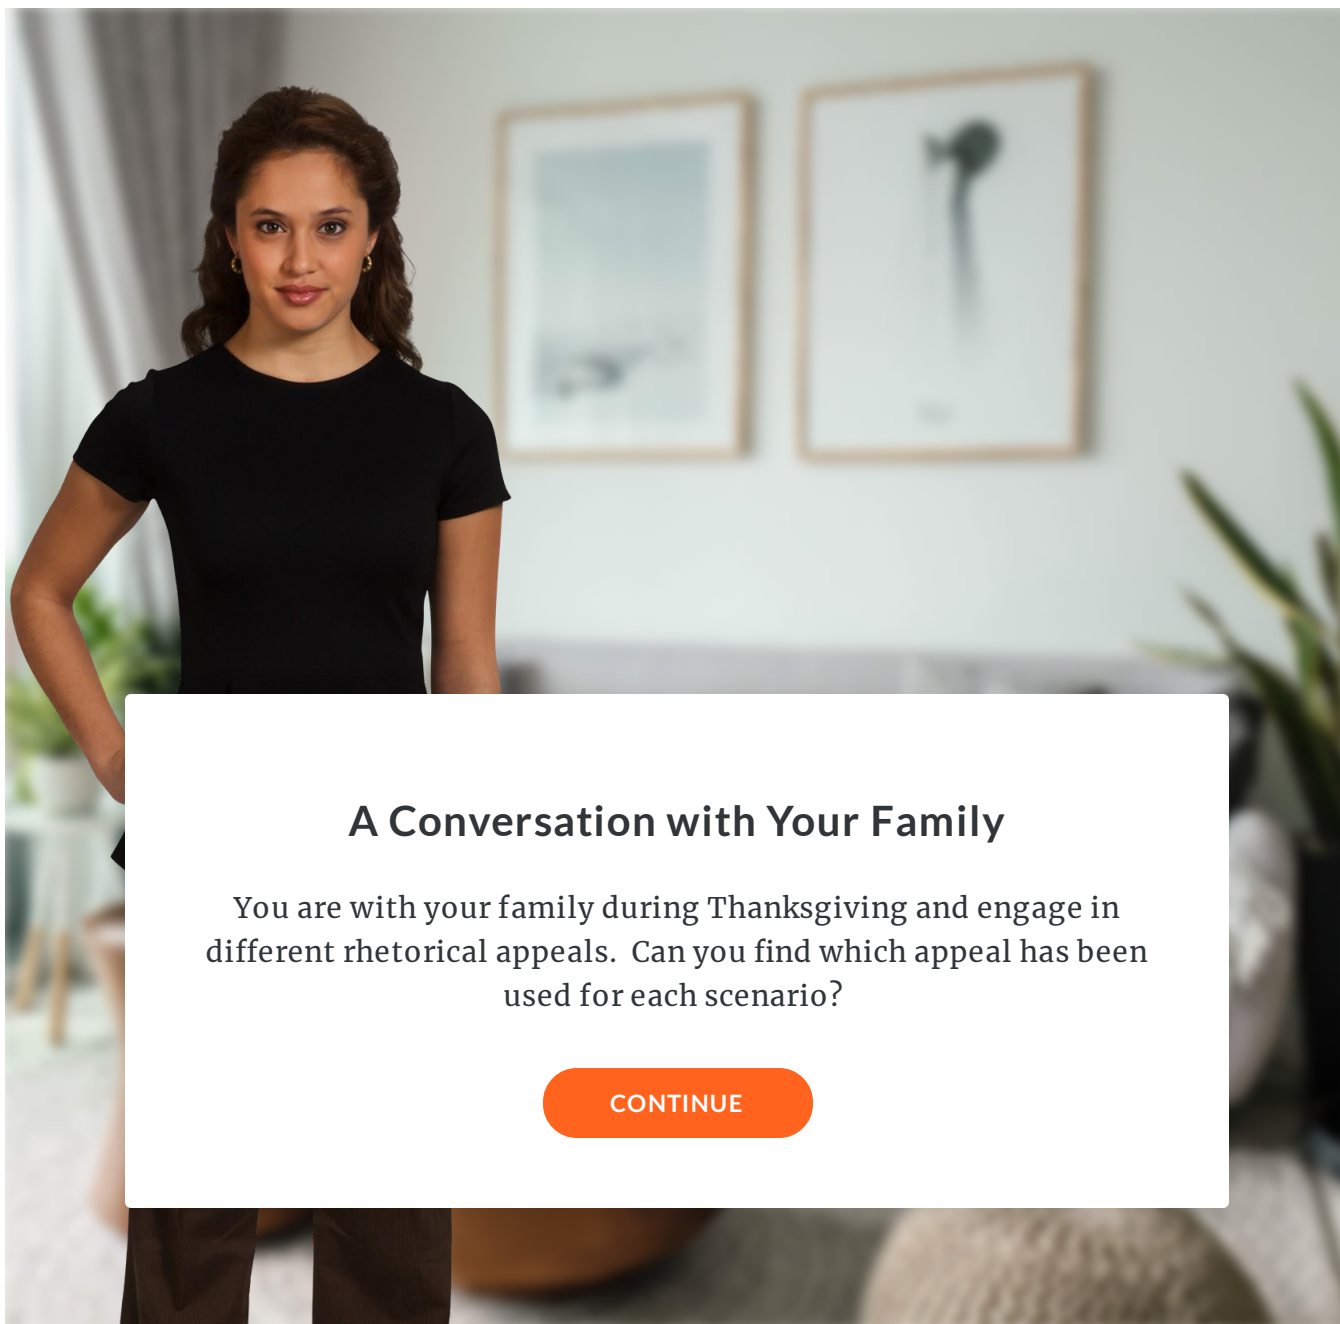 A Conversation with Your Family
You are with your family during Thanksgiving and engage in
different rhetorical appeals.  Can you find which appeal has been
used for each scenario?
CONTINUE